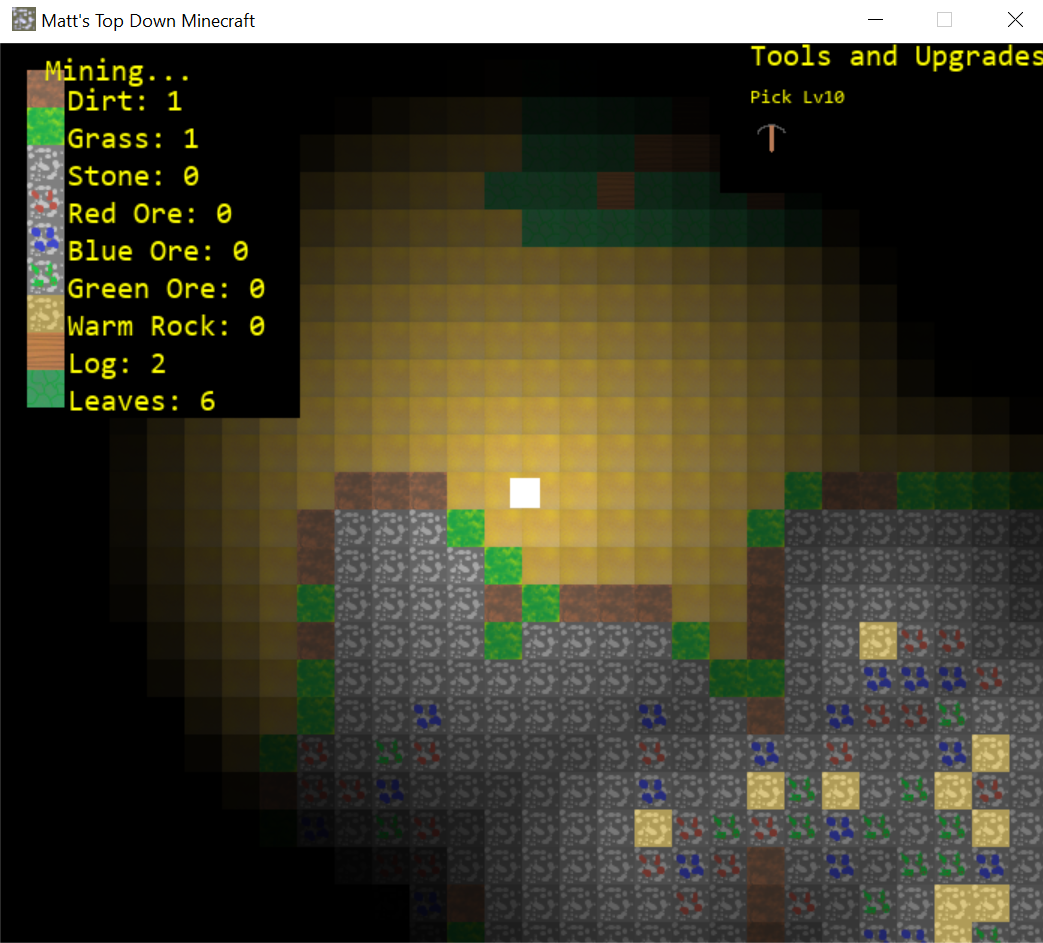 Matt's Top Down Minecraft
Mining...
Dirt: 1
Grass: 1
Stone: 0
Red Ore: 0
Blue Ore: 0
Green Ore: 0
Warm Rock: 0
Log: 2
Leaves: 6
Tools and Upgrades
Pick Lv10